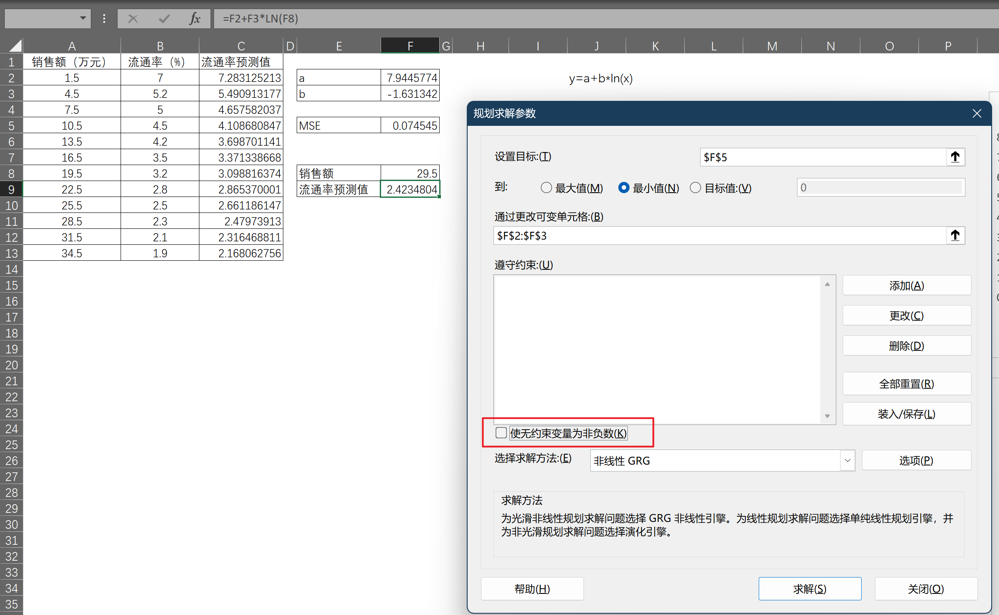 fx =F2+F3*LN(F8)
A B C D E F G H I J K L M N O P
1 销售额（万元） 流通率（%） 流通率预测值
2 1.5 7 7.283125213 a 7.9445774 y=a+b*ln(x)
3 4.5 5.2 5.490913177 b -1.631342
4 7.5 5 4.657582037
5 10.5 4.5 4.108680847 MSE 0.074545
6 13.5 4.2 3.698701141
7 16.5 3.5 3.371338668
8 19.5 3.2 3.098816374 销售额 29.5
9 22.5 2.8 2.865370001 流通率预测值 2.4234804
10 25.5 2.5 2.661186147
11 28.5 2.3 2.47973913
12 31.5 2.1 2.316468811
13 34.5 1.9 2.168062756
14
15
16
17
18
19
20
21
22
23
24
25
26
27
28
29
30
31
32
33
34
35
规划求解参数
设置目标:(T) $F$5
到: 最大值(M) 最小值(N) 目标值:(V) 0
通过更改可变单元格:(B)
$F$2:$F$3
遵守约束:(U)
添加(A)
更改(C)
删除(D)
全部重置(R)
装入/保存(L)
使无约束变量为非负数(K)
选择求解方法:(E) 非线性 GRG 选项(P)
求解方法
为光滑非线性规划求解问题选择 GRG 非线性引擎。为线性规划求解问题选择单纯线性规划引擎，并
为非光滑规划求解问题选择演化引擎。
帮助(H) 求解(S) 关闭(O)